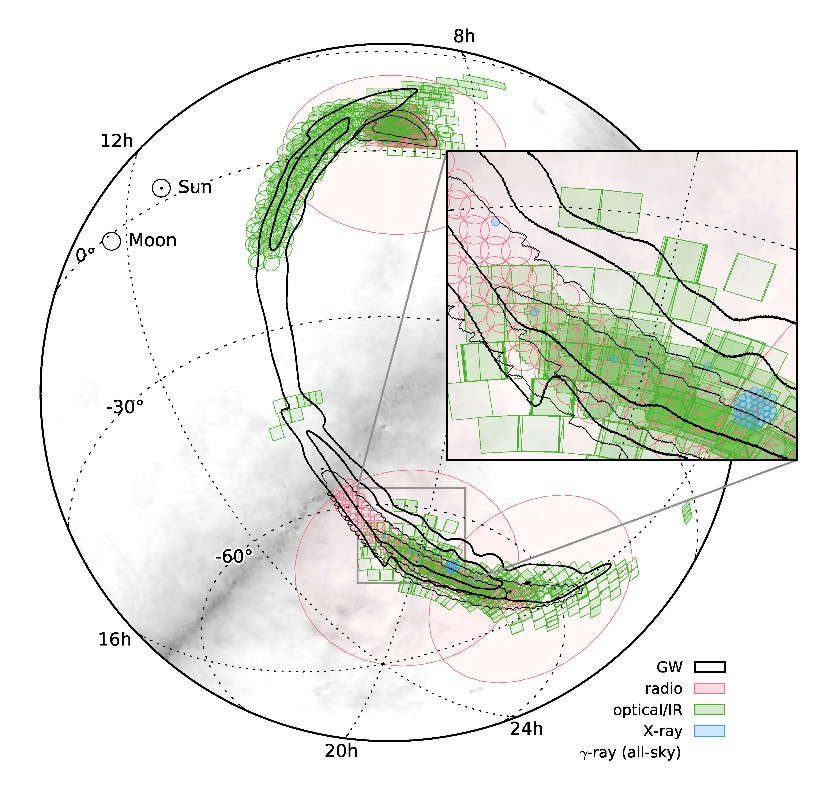 8h
12h
Sun
Moon
0°
-30°
-60°
16h
20h
24h
GW
radio
optical/IR
X-ray
γ-ray (all-sky)